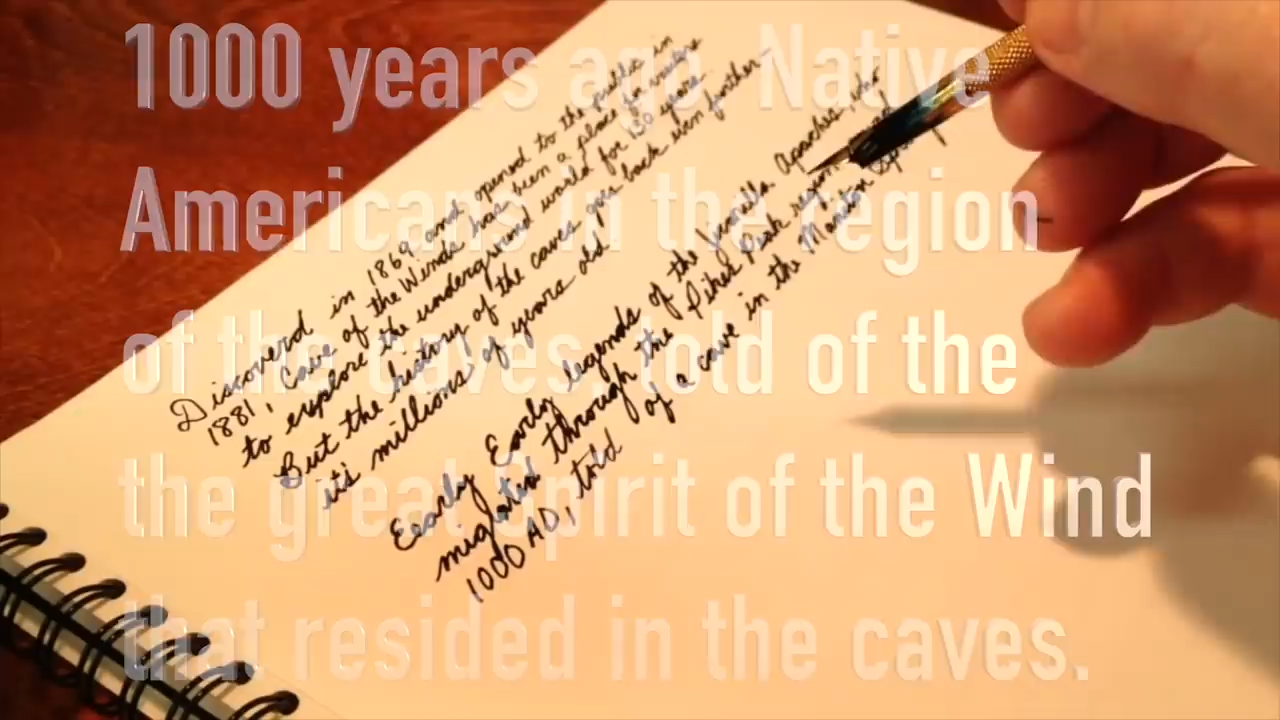 1000 years ago, Native
Americans in the region
of the caves, told of the
the great Spirit of the Wind
that resided in the caves.
Discoverd in 1869 and opened to the public in
1881, Cave of the Winds has been a place for visitors
to explore the underground world for 130 years.
But the history of the caves goes back even further -
it's millions of years old.
Eearly Early legends of the Jicarilla Apaches, who
migrated through the Pikes Peak region
1000 AD, told of a cave in the Manitou